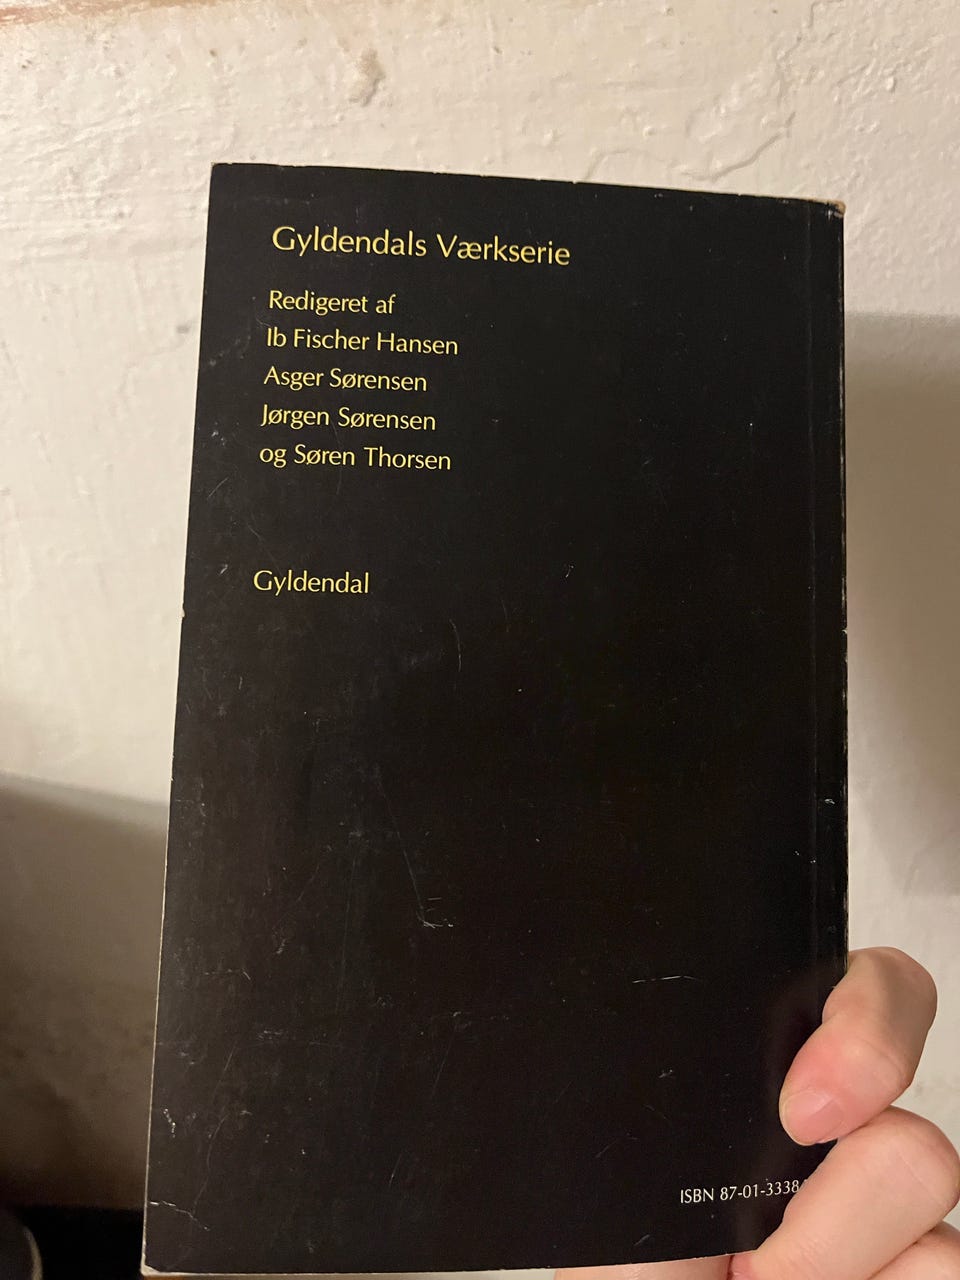 Gyldendals Værkserie
Redigeret af
Ib Fischer Hansen
Asger Sørensen
Jørgen Sørensen
og Søren Thorsen
Gyldendal
ISBN 87-01-3338